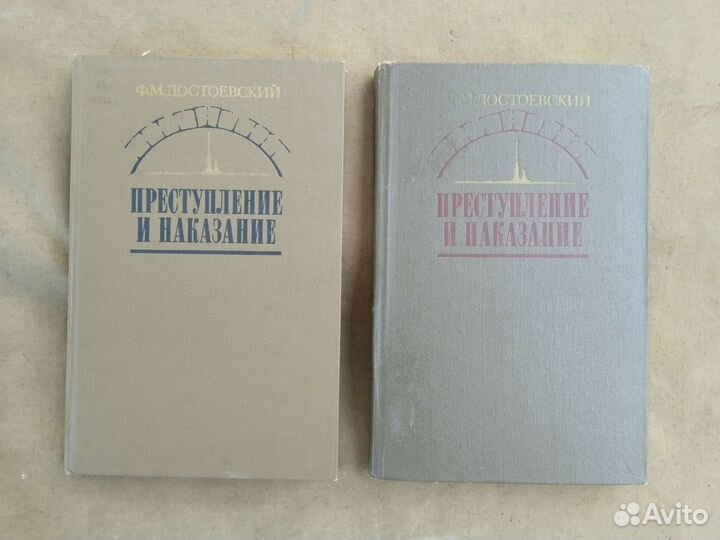 Ф.М.ДОСТОЕВСКИЙ
ПРЕСТУПЛЕНИЕ
И НАКАЗАНИЕ
Ф.М.ДОСТОЕВСКИЙ
ПРЕСТУПЛЕНИЕ
И НАКАЗАНИЕ
Avito